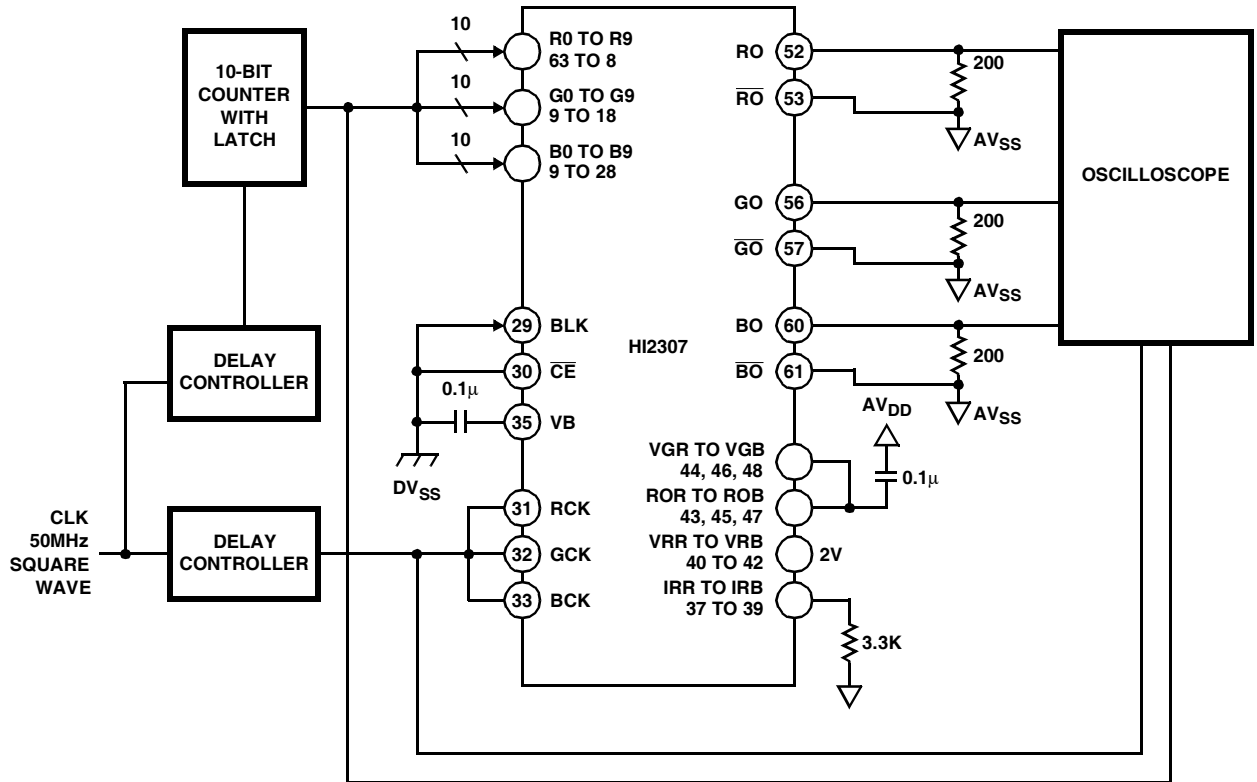 10-BIT
COUNTER
WITH
LATCH
10
R0 TO R9
63 TO 8
10
G0 TO G9
9 TO 18
10
B0 TO B9
9 TO 28
RO
52
200
RO
53
AVSS
OSCILLOSCOPE
GO
56
200
GO
57
AVSS
DELAY
CONTROLLER
29
BLK
HI2307
BO
60
200
30
CE
BO
61
AVSS
0.1µ
35
VB
DVSS
AVDD
VGR TO VGB
44, 46, 48
0.1µ
ROR TO ROB
43, 45, 47
CLK
50MHz
SQUARE
WAVE
DELAY
CONTROLLER
31
RCK
32
GCK
33
BCK
VRR TO VRB
40 TO 42
2V
IRR TO IRB
37 TO 39
3.3K